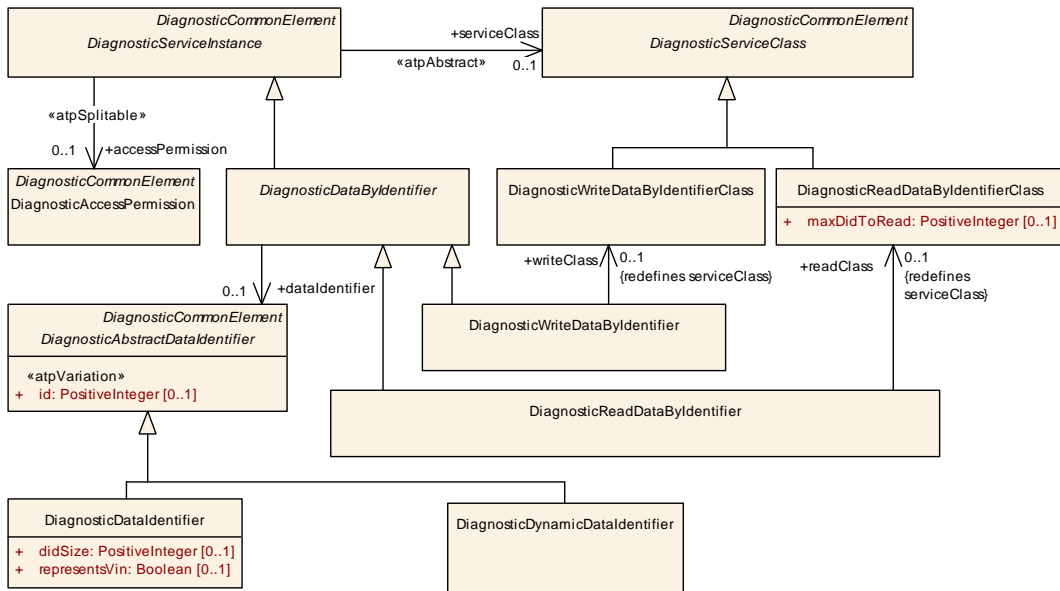 DiagnosticCommonElement
DiagnosticServiceInstance
+serviceClass
«atpAbstract»
0..1
DiagnosticCommonElement
DiagnosticServiceClass
«atpSplitable»
0..1
+accessPermission
DiagnosticCommonElement
DiagnosticAccessPermission
DiagnosticDataByIdentifier
DiagnosticWriteDataByIdentifierClass
DiagnosticReadDataByIdentifierClass
+ maxDidToRead: PositiveInteger [0..1]
0..1
+dataIdentifier
+writeClass
0..1
{redefines serviceClass}
+readClass
0..1
{redefines
serviceClass}
DiagnosticCommonElement
DiagnosticAbstractDataIdentifier
«atpVariation»
+ id: PositiveInteger [0..1]
DiagnosticWriteDataByIdentifier
DiagnosticReadDataByIdentifier
DiagnosticDataIdentifier
+ didSize: PositiveInteger [0..1]
+ representsVin: Boolean [0..1]
DiagnosticDynamicDataIdentifier